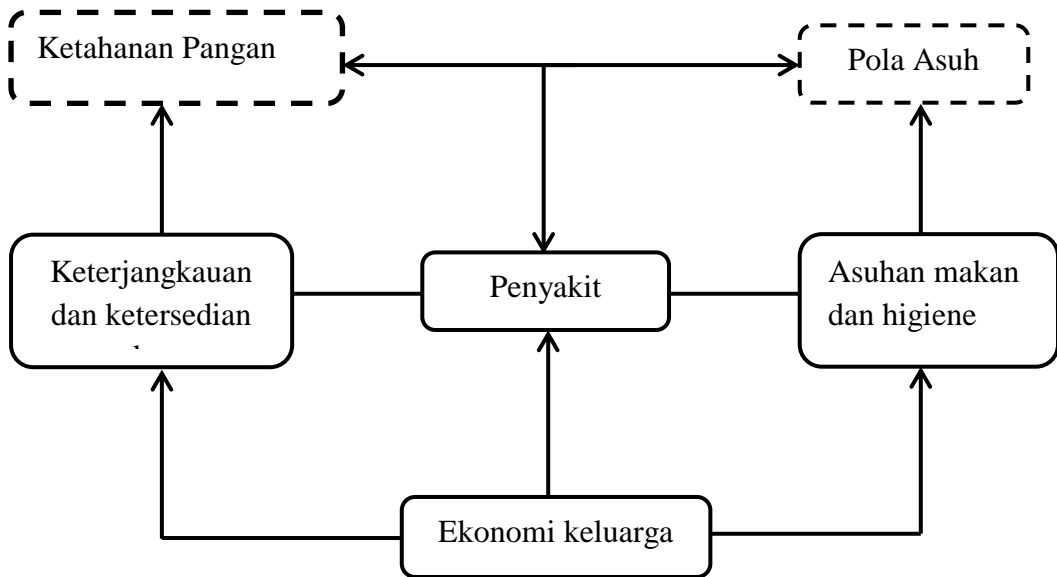 Ketahanan Pangan
Pola Asuh
Keterjangkauan
dan ketersedian
Penyakit
Asuhan makan
dan higiene
Ekonomi keluarga